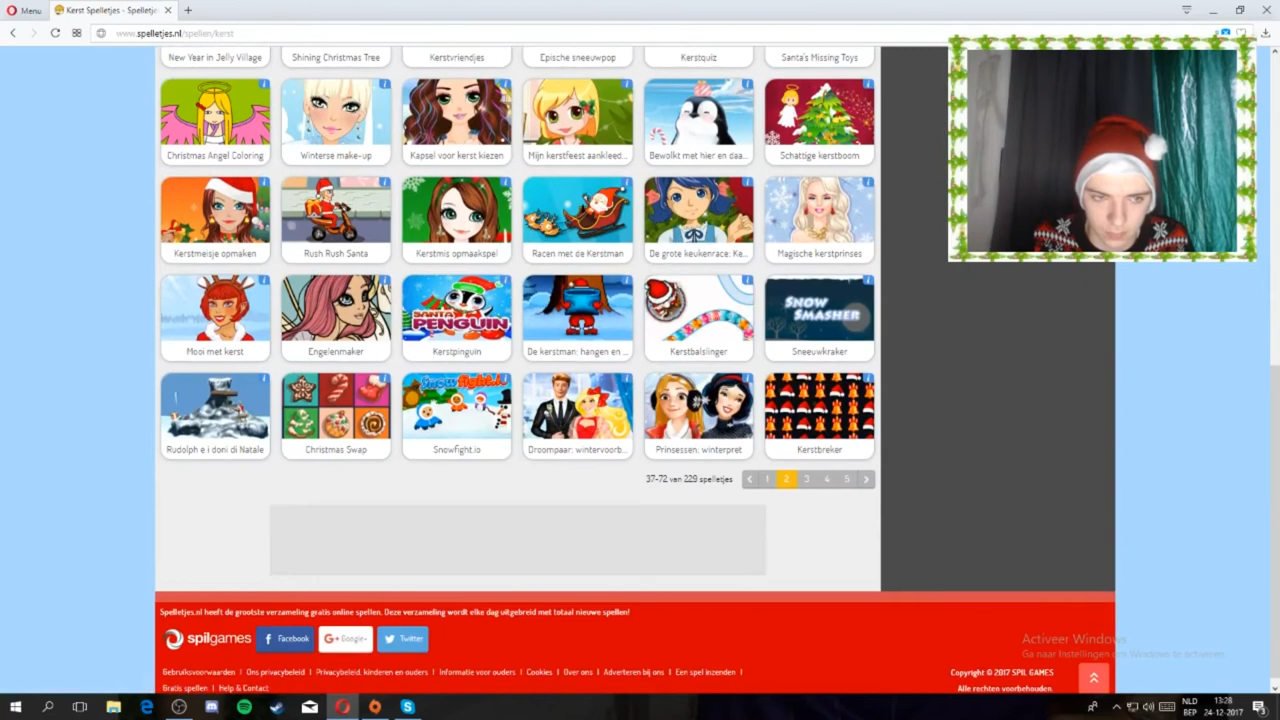 Menu
Kerst Spelletjes - Spelletje
www.spelletjes.nl/spellen/kerst
New Year in Jelly Village
Shining Christmas Tree
Kerstvriendjes
Epische sneeuwpop
Kerstquiz
Santa's Missing Toys
Christmas Angel Coloring
Winterse make-up
Kapsel voor kerst kiezen
Mijn kerstfeest aankleed...
Bewolkt met hier en daa...
Schattige kerstboom
Kerstmeisje opmaken
Rush Rush Santa
Kerstmis opmaakspel
Racen met de Kerstman
De grote keukenrace: Ke...
Magische kerstprinses
SANTA PENGUIN
SNOW SMASHER
Mooi met kerst
Engelenmaker
Kerstpinguin
De kerstman: hangen en ...
Kerstbalslinger
Sneeuwkraker
Snowfight.io
Rudolph e i doni di Natale
Christmas Swap
Snowfight.io
Droompaar: wintervoorb...
Prinsessen: winterpret
Kerstbreker
37-72 van 229 spelletjes
1 2 3 4 5
Spelletjes.nl heeft de grootste verzameling gratis online spellen. Deze verzameling wordt elke dag uitgebreid met totaal nieuwe spellen!
spilgames
Facebook
G+ Google+
Twitter
Activeer Windows
Ga naar Instellingen om Windows te activeren.
Gebruiksvoorwaarden | Ons privacybeleid | Privacybeleid, kinderen en ouders | Informatie voor ouders | Cookies | Over ons | Adverteren bij ons | Een spel inzenden |
Gratis spellen | Help & Contact
Copyright © 2017 SPIL GAMES
Alle rechten voorbehouden.
NLD
BEP
13:28
24-12-2017